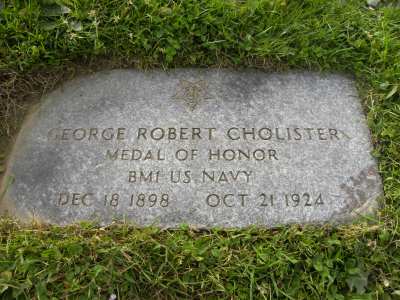 GEORGE ROBERT CHOLISTER
MEDAL OF HONOR
BM1 US NAVY
DEC 18 1898 OCT 21 1924